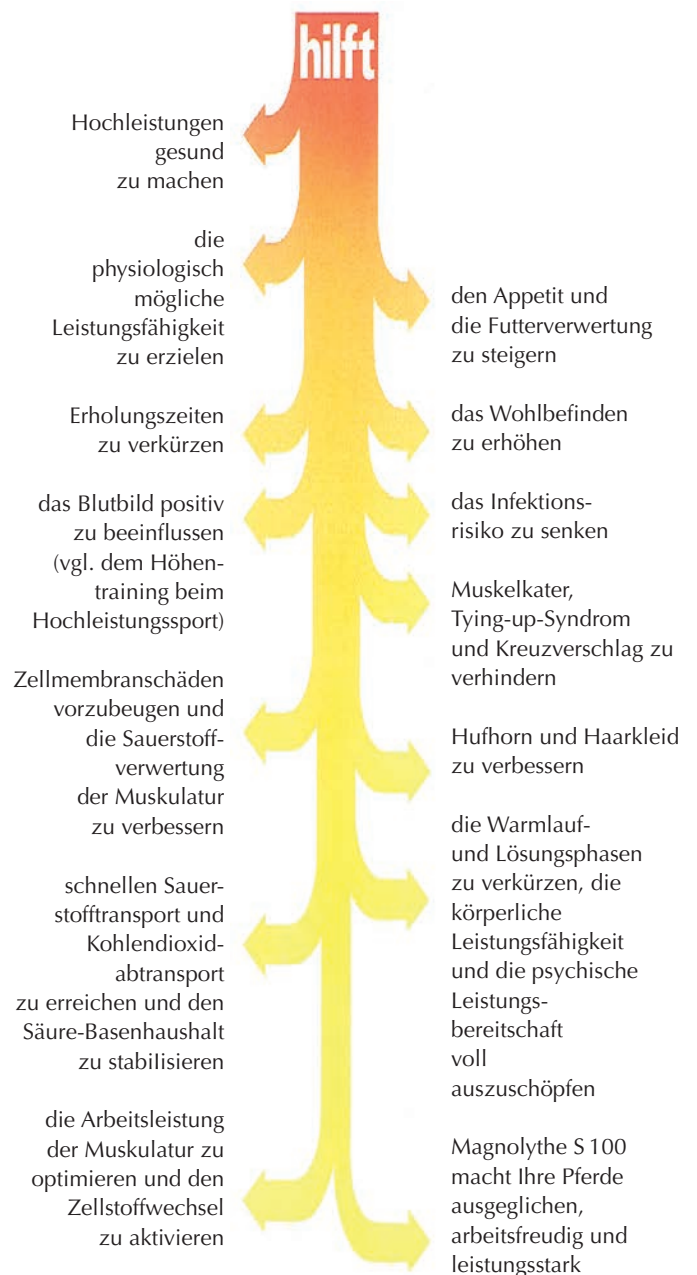 hilft
Hochleistungen
gesund
zu machen
die
physiologisch
mögliche
Leistungsfähigkeit
zu erzielen
Erholungszeiten
zu verkürzen
das Blutbild positiv
zu beeinflussen
(vgl. dem Höhen-
training beim
Hochleistungssport)
Zellmembranschäden
vorzubeugen und
die Sauerstoff-
verwertung
der Muskulatur
zu verbessern
schnellen Sauer-
stofftransport und
Kohlendioxid-
abtransport
zu erreichen und den
Säure-Basenhaushalt
zu stabilisieren
die Arbeitsleistung
der Muskulatur zu
optimieren und den
Zellstoffwechsel
zu aktivieren
den Appetit und
die Futterverwertung
zu steigern
das Wohlbefinden
zu erhöhen
das Infektions-
risiko zu senken
Muskelkater,
Tying-up-Syndrom
und Kreuzverschlag zu
verhindern
Hufhorn und Haarkleid
zu verbessern
die Warmlauf-
und Lösungsphasen
zu verkürzen, die
körperliche
Leistungsfähigkeit
und die psychische
Leistungs-
bereitschaft
voll
auszuschöpfen
Magnolythe S 100
macht Ihre Pferde
ausgeglichen,
arbeitsfreudig und
leistungsstark